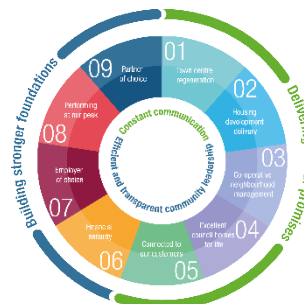 01
Town centre
regeneration
02
Housing
development
delivery
03
Co-operative
neighbourhood
management
04
Excellent
council homes
for life
05
Connected to
our customers
06
Financial
security
07
Employer
of choice
08
Performing
at our peak
09
Partner
of choice
Constant communication
Efficient and transparent community leadership
Building stronger foundations